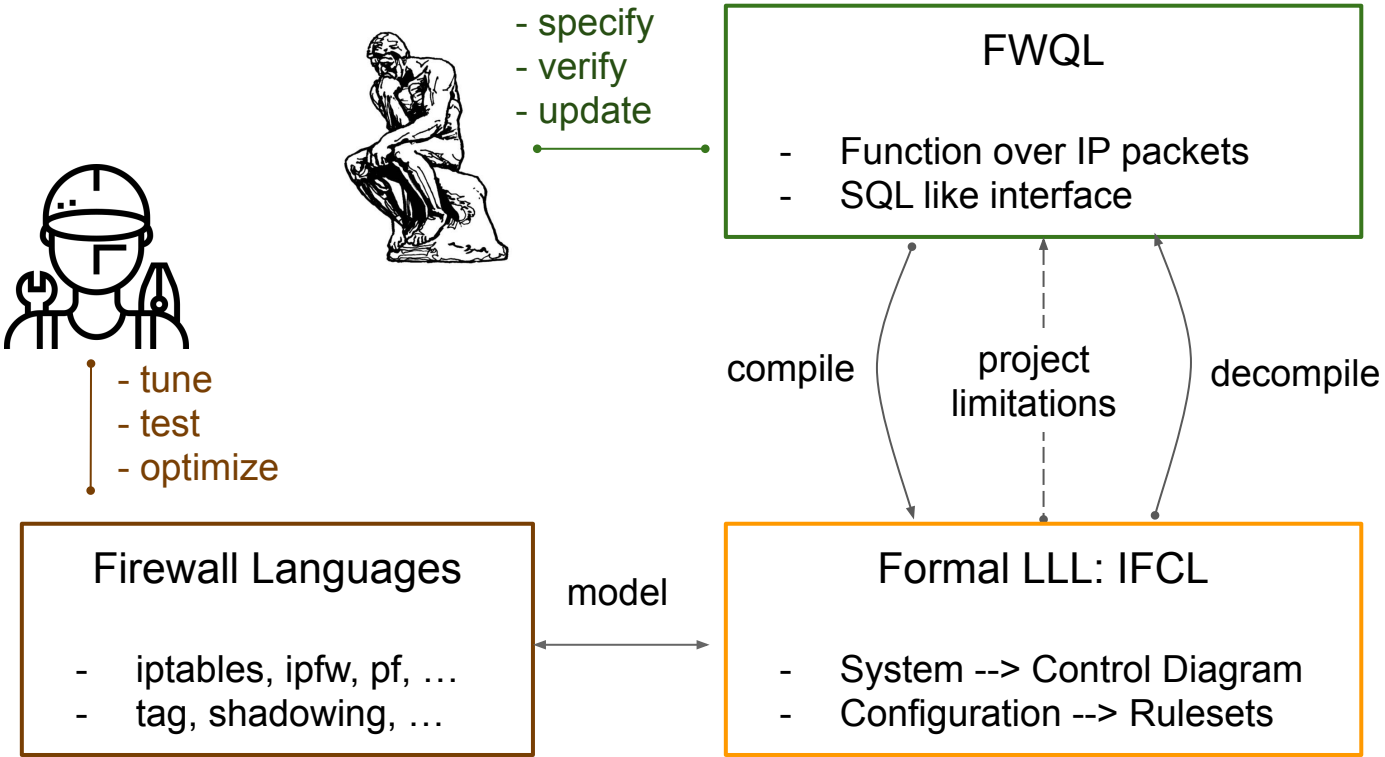 - specify
- verify
- update
FWQL
- Function over IP packets
- SQL like interface
- tune
- test
- optimize
compile
project
limitations
decompile
Firewall Languages
- iptables, ipfw, pf, …
- tag, shadowing, …
model
Formal LLL: IFCL
- System --> Control Diagram
- Configuration --> Rulesets